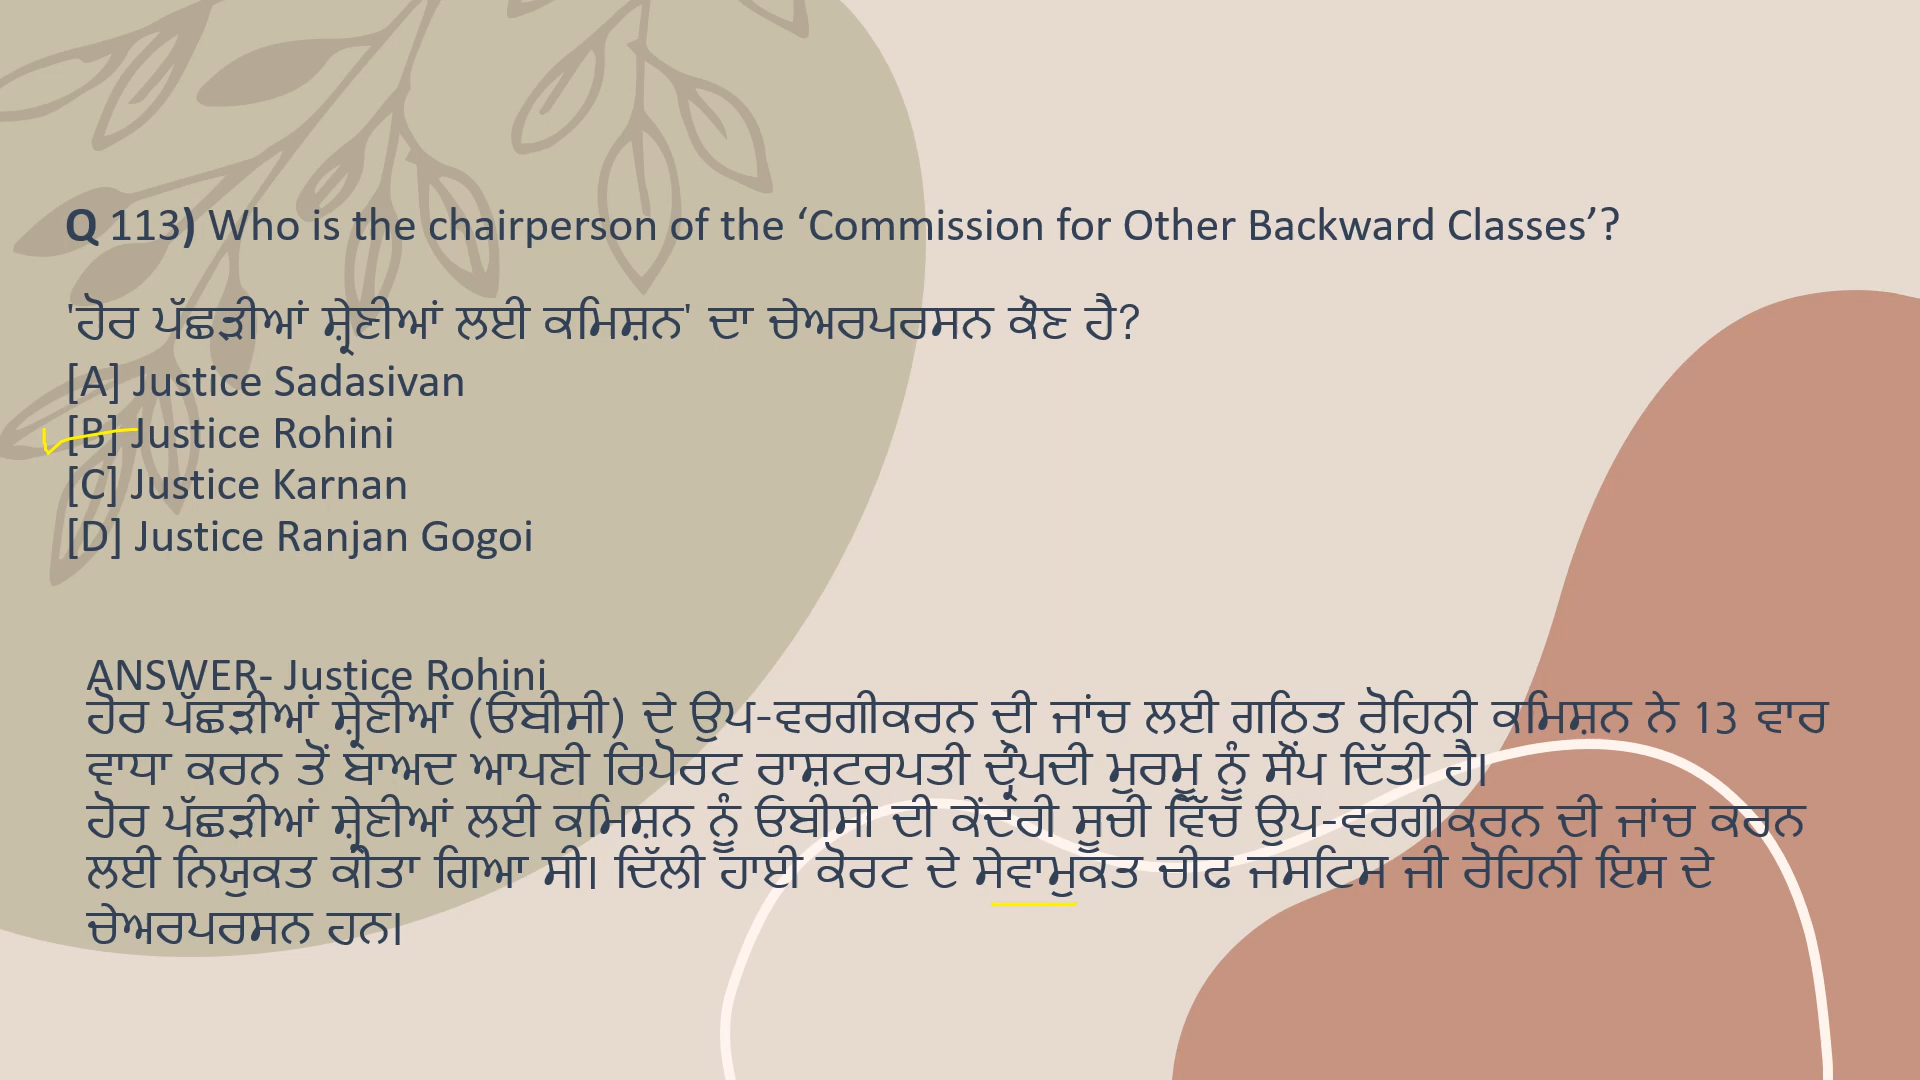 Q 113) Who is the chairperson of the ‘Commission for Other Backward Classes’?
'ਹੋਰ ਪੱਛੜੀਆਂ ਸ਼੍ਰੇਣੀਆਂ ਲਈ ਕਮਿਸ਼ਨ' ਦਾ ਚੇਅਰਪਰਸਨ ਕੌਣ ਹੈ?
[A] Justice Sadasivan
[B] Justice Rohini
[C] Justice Karnan
[D] Justice Ranjan Gogoi
ANSWER- Justice Rohini
ਹੋਰ ਪੱਛੜੀਆਂ ਸ਼੍ਰੇਣੀਆਂ (ਓਬੀਸੀ) ਦੇ ਉਪ-ਵਰਗੀਕਰਨ ਦੀ ਜਾਂਚ ਲਈ ਗਠਿਤ ਰੋਹਿਨੀ ਕਮਿਸ਼ਨ ਨੇ 13 ਵਾਰ
ਵਾਧਾ ਕਰਨ ਤੋਂ ਬਾਅਦ ਆਪਣੀ ਰਿਪੋਰਟ ਰਾਸ਼ਟਰਪਤੀ ਦ੍ਰੌਪਦੀ ਮੁਰਮੂ ਨੂੰ ਸੌਂਪ ਦਿੱਤੀ ਹੈ।
ਹੋਰ ਪੱਛੜੀਆਂ ਸ਼੍ਰੇਣੀਆਂ ਲਈ ਕਮਿਸ਼ਨ ਨੂੰ ਓਬੀਸੀ ਦੀ ਕੇਂਦਰੀ ਸੂਚੀ ਵਿੱਚ ਉਪ-ਵਰਗੀਕਰਨ ਦੀ ਜਾਂਚ ਕਰਨ
ਲਈ ਨਿਯੁਕਤ ਕੀਤਾ ਗਿਆ ਸੀ। ਦਿੱਲੀ ਹਾਈ ਕੋਰਟ ਦੇ ਸੇਵਾਮੁਕਤ ਚੀਫ ਜਸਟਿਸ ਜੀ ਰੋਹਿਨੀ ਇਸ ਦੇ
ਚੇਅਰਪਰਸਨ ਹਨ।